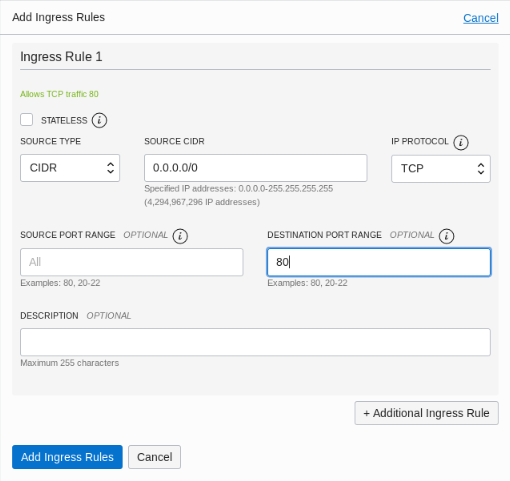 Add Ingress Rules Cancel
Ingress Rule 1
Allows TCP traffic 80
STATELESS i
SOURCE TYPE SOURCE CIDR IP PROTOCOL i
CIDR 0.0.0.0/0 TCP
Specified IP addresses: 0.0.0.0-255.255.255.255
(4,294,967,296 IP addresses)
SOURCE PORT RANGE OPTIONAL i DESTINATION PORT RANGE OPTIONAL i
All 80
Examples: 80, 20-22 Examples: 80, 20-22
DESCRIPTION OPTIONAL
Maximum 255 characters
+ Additional Ingress Rule
Add Ingress Rules Cancel